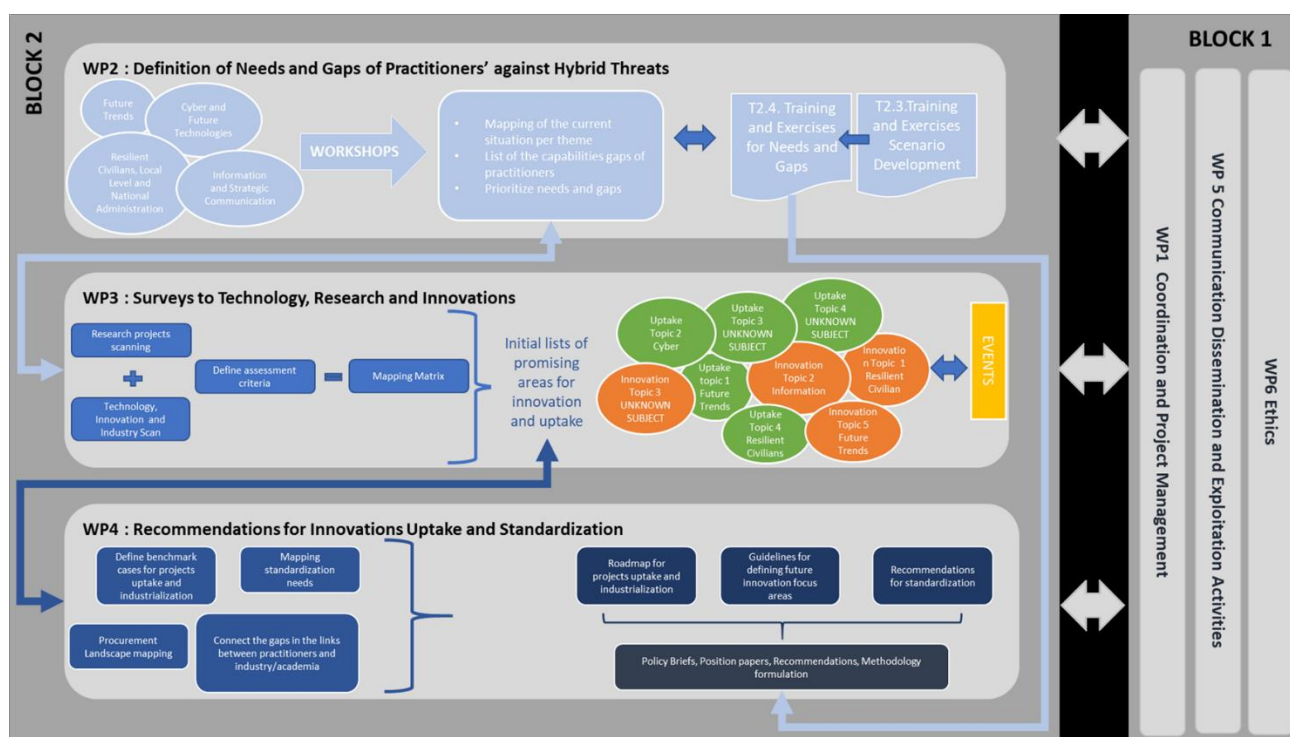 BLOCK 2
WP2 : Definition of Needs and Gaps of Practitioners' against Hybrid Threats
Future
Trends
Cyber and
Future
Technologies
Resilient
Civilians, Local
Level and
National
Administration
Information
and Strategic
Communication
WORKSHOPS
• Mapping of the current
situation per theme
• List of the capabilities gaps of
practitioners
• Prioritize needs and gaps
T2.4. Training
and Exercises
for Needs and
Gaps
T2.3.Training
and Exercises
Scenario
Development
WP3 : Surveys to Technology, Research and Innovations
Research projects
scanning
Technology,
Innovation and
Industry Scan
Define assessment
criteria
Mapping Matrix
Initial lists of
promising
areas for
innovation
and uptake
Uptake
Topic 2
Cyber
Uptake
Topic 3
UNKNOWN
SUBJECT
Uptake
Topic 4
UNKNOWN
SUBJECT
Innovation
Topic 3
UNKNOWN
SUBJECT
Uptake
topic 1
Future
Trends
Innovation
Topic 2
Information
Innovatio
n Topic 1
Resilient
Civilian
Uptake
Topic 4
Resilient
Civilians
Innovation
Topic 5
Future
Trends
EVENTS
WP4 : Recommendations for Innovations Uptake and Standardization
Define benchmark
cases for projects
uptake and
industrialization
Mapping
standardization
needs
Procurement
Landscape mapping
Connect the gaps in the links
between practitioners and
industry/academia
Roadmap for
projects uptake and
industrialization
Guidelines for
defining future
innovation focus
areas
Recommendations
for standardization
Policy Briefs, Position papers, Recommendations, Methodology
formulation
BLOCK 1
WP1 Coordination and Project Management
WP 5 Communication Dissemination and Exploitation Activities
WP6 Ethics